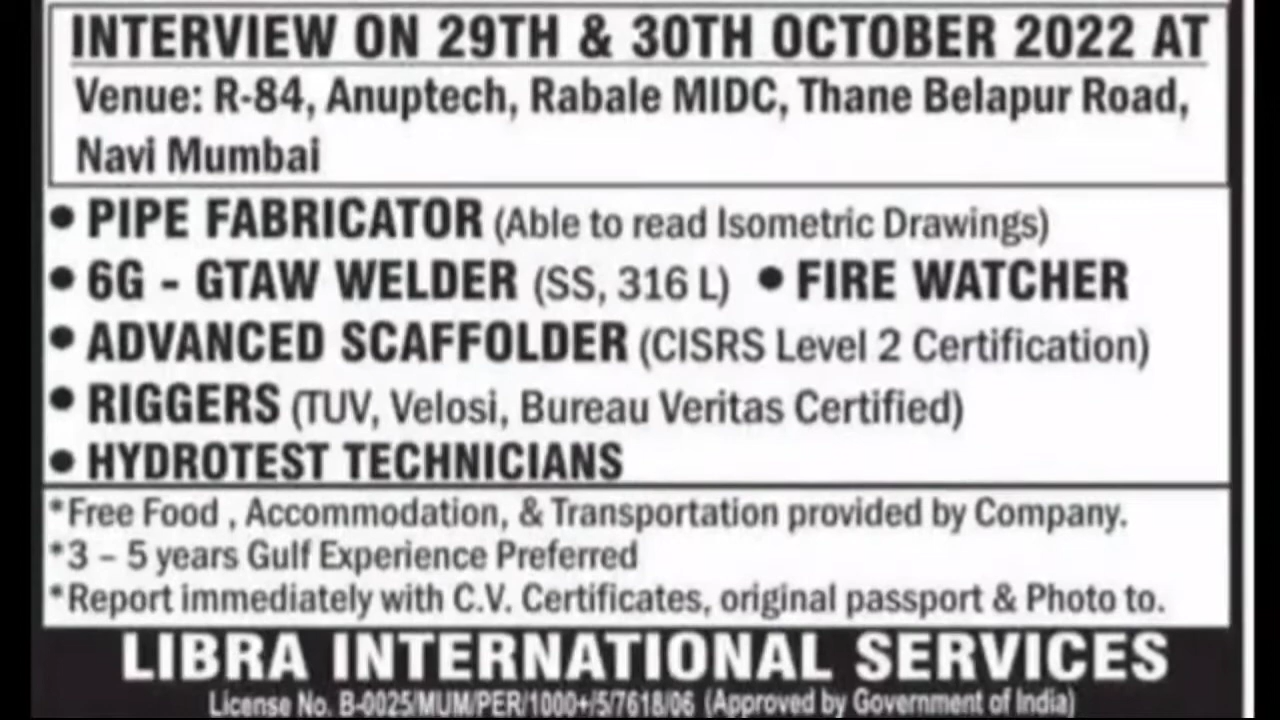 INTERVIEW ON 29TH & 30TH OCTOBER 2022 AT
Venue: R-84, Anuptech, Rabale MIDC, Thane Belapur Road,
Navi Mumbai
• PIPE FABRICATOR (Able to read Isometric Drawings)
• 6G - GTAW WELDER (SS, 316 L) • FIRE WATCHER
• ADVANCED SCAFFOLDER (CISRS Level 2 Certification)
• RIGGERS (TUV, Velosi, Bureau Veritas Certified)
• HYDROTEST TECHNICIANS
*Free Food , Accommodation, & Transportation provided by Company.
*3 – 5 years Gulf Experience Preferred
*Report immediately with C.V. Certificates, original passport & Photo to.
LIBRA INTERNATIONAL SERVICES
License No. B-0025/MUM/PER/1000+/5/7618/06 (Approved by Government of India)